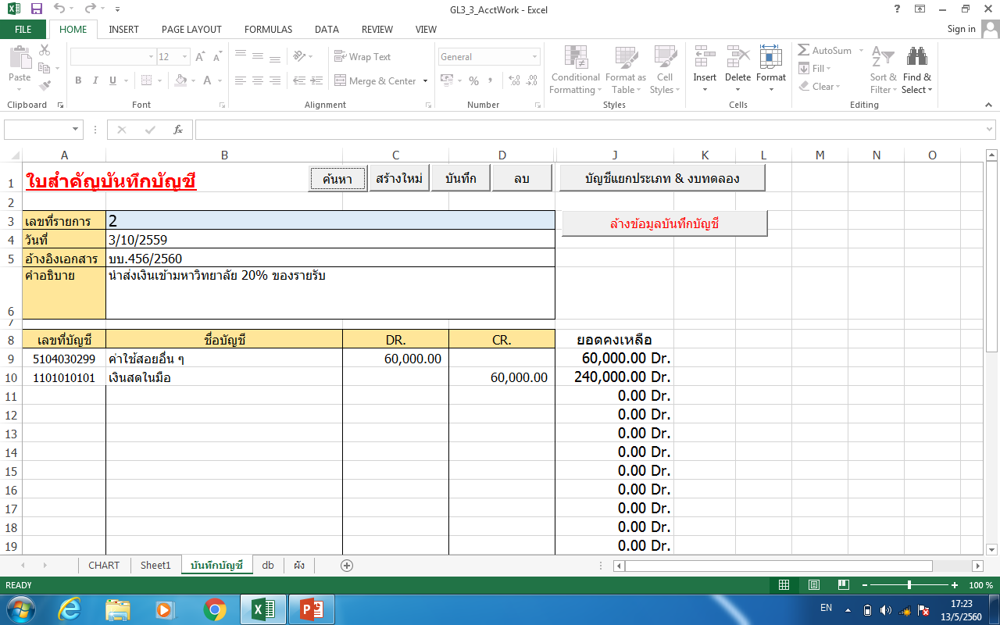 GL3_3_AcctWork - Excel
FILE HOME INSERT PAGE LAYOUT FORMULAS DATA REVIEW VIEW Sign in
12 Wrap Text General AutoSum
Paste Conditional Format as Cell Insert Delete Format Fill Sort & Find &
B I U A Merge & Center % Formatting Table Styles Clear Filter Select
Clipboard Font Alignment Number Styles Cells Editing
fx
A B C D J K L M N O
1 ใบสำคัญบันทึกบัญชี ค้นหา สร้างใหม่ บันทึก ลบ บัญชีแยกประเภท & งบทดลอง
2
3 เลขที่รายการ 2 ล้างข้อมูลบันทึกบัญชี
4 วันที่ 3/10/2559
5 อ้างอิงเอกสาร บบ.456/2560
6 คำอธิบาย นำส่งเงินเข้ามหาวิทยาลัย 20% ของรายรับ
7
8 เลขที่บัญชี ชื่อบัญชี DR. CR. ยอดคงเหลือ
9 5104030299 ค่าใช้สอยอื่น ๆ 60,000.00 60,000.00 Dr.
10 1101010101 เงินสดในมือ 60,000.00 240,000.00 Dr.
11 0.00 Dr.
12 0.00 Dr.
13 0.00 Dr.
14 0.00 Dr.
15 0.00 Dr.
16 0.00 Dr.
17 0.00 Dr.
18 0.00 Dr.
19 0.00 Dr.
CHART Sheet1 บันทึกบัญชี db ผัง
READY 100 %
EN 17:23
13/5/2560